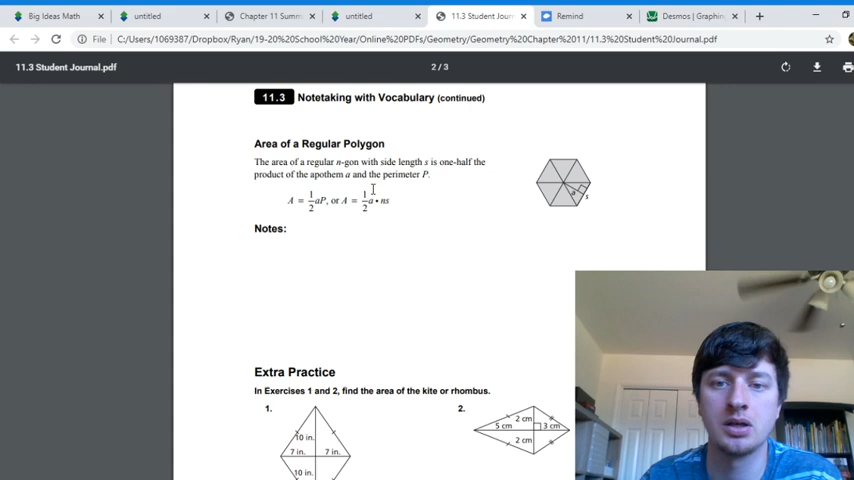 Big Ideas Math
untitled
Chapter 11 Summ
untitled
11.3 Student Jour
Remind
Desmos | Graphing
File
C:/Users/1069387/Dropbox/Ryan/19-20%20School%20Year/Online%20PDFs/Geometry/Geometry%20Chapter%2011/11.3%20Student%20Journal.pdf
11.3 Student Journal.pdf
2 / 3
11.3 Notetaking with Vocabulary (continued)
Area of a Regular Polygon
The area of a regular n-gon with side length s is one-half the
product of the apothem a and the perimeter P.
A = 1/2 aP, or A = 1/2 a • ns
a
s
Notes:
Extra Practice
In Exercises 1 and 2, find the area of the kite or rhombus.
1.
10 in.
7 in. 7 in.
10 in.
2.
2 cm
5 cm 3 cm
2 cm